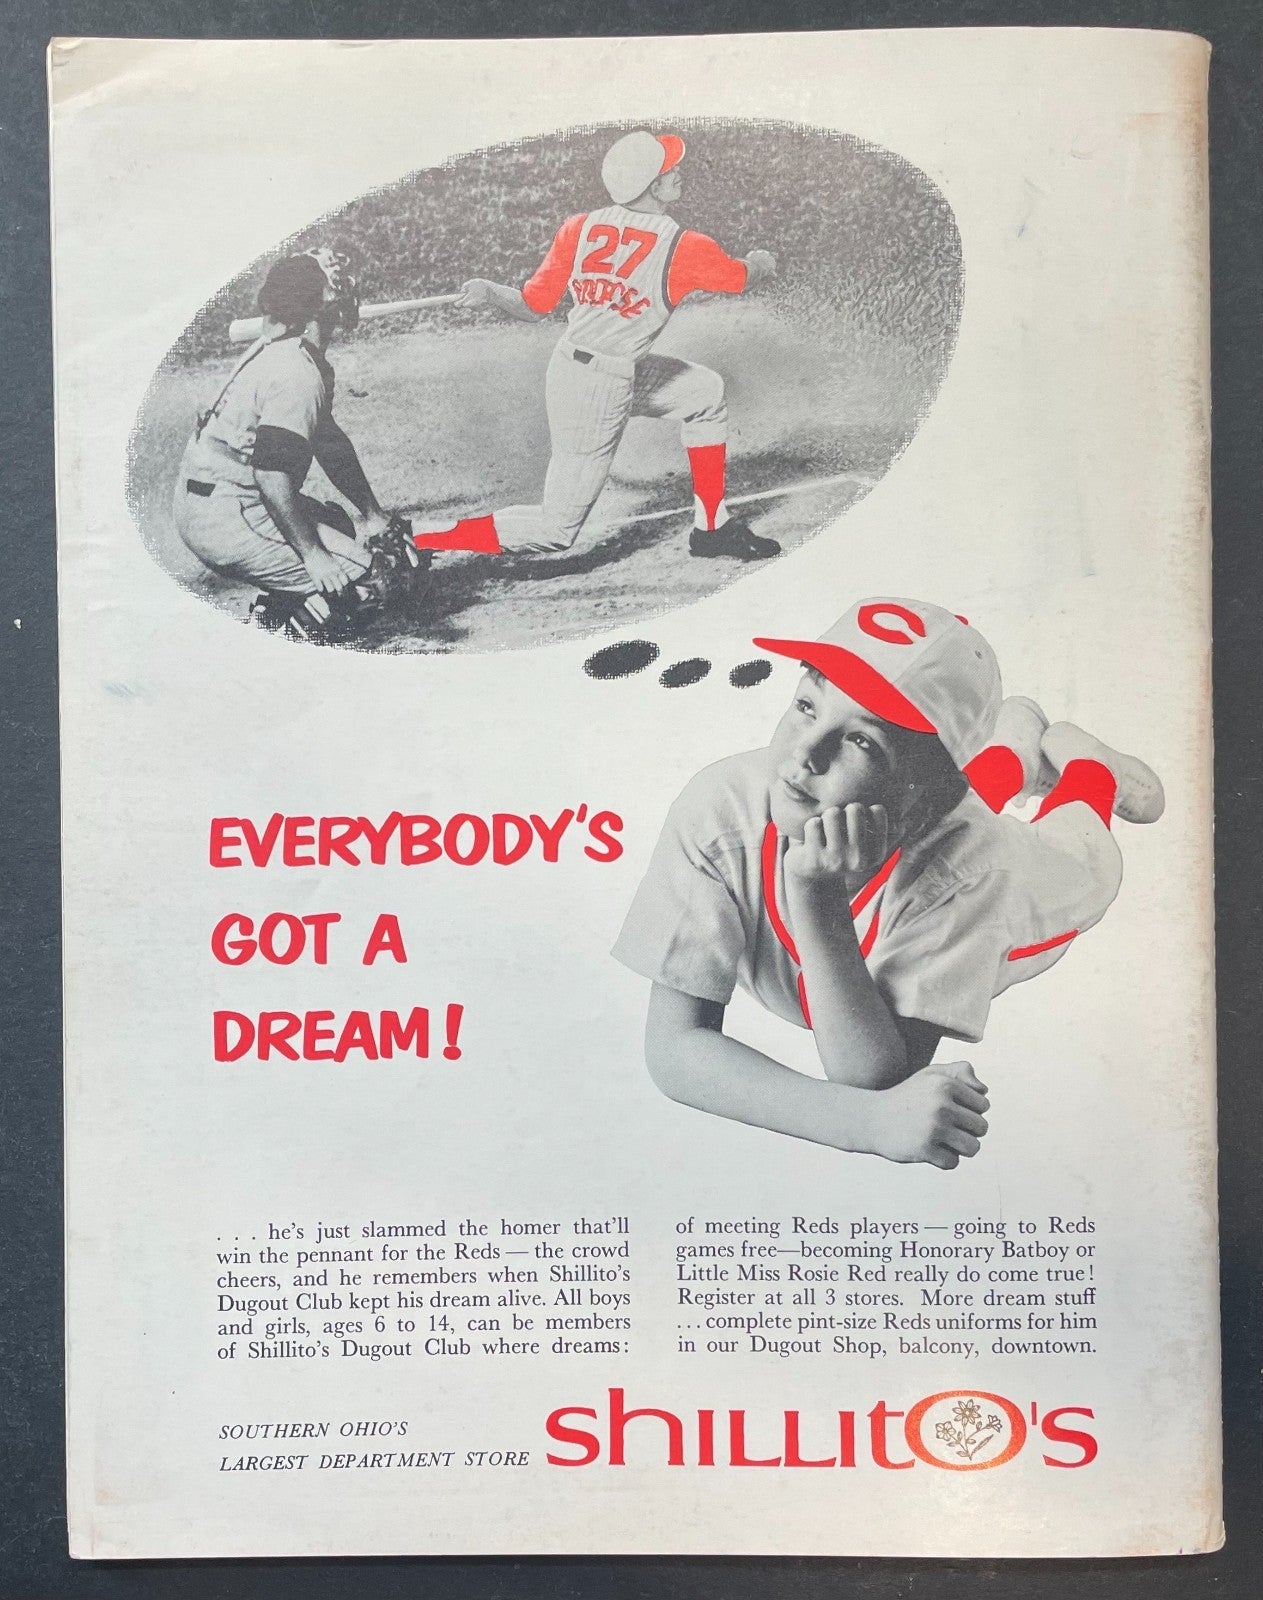 27
C
EVERYBODY'S
GOT A
DREAM!
. . . he's just slammed the homer that'll
win the pennant for the Reds — the crowd
cheers, and he remembers when Shillito's
Dugout Club kept his dream alive. All boys
and girls, ages 6 to 14, can be members
of Shillito's Dugout Club where dreams:
of meeting Reds players — going to Reds
games free—becoming Honorary Batboy or
Little Miss Rosie Red really do come true!
Register at all 3 stores. More dream stuff
...complete pint-size Reds uniforms for him
in our Dugout Shop, balcony, downtown.
SOUTHERN OHIO'S
LARGEST DEPARTMENT STORE
shillito's